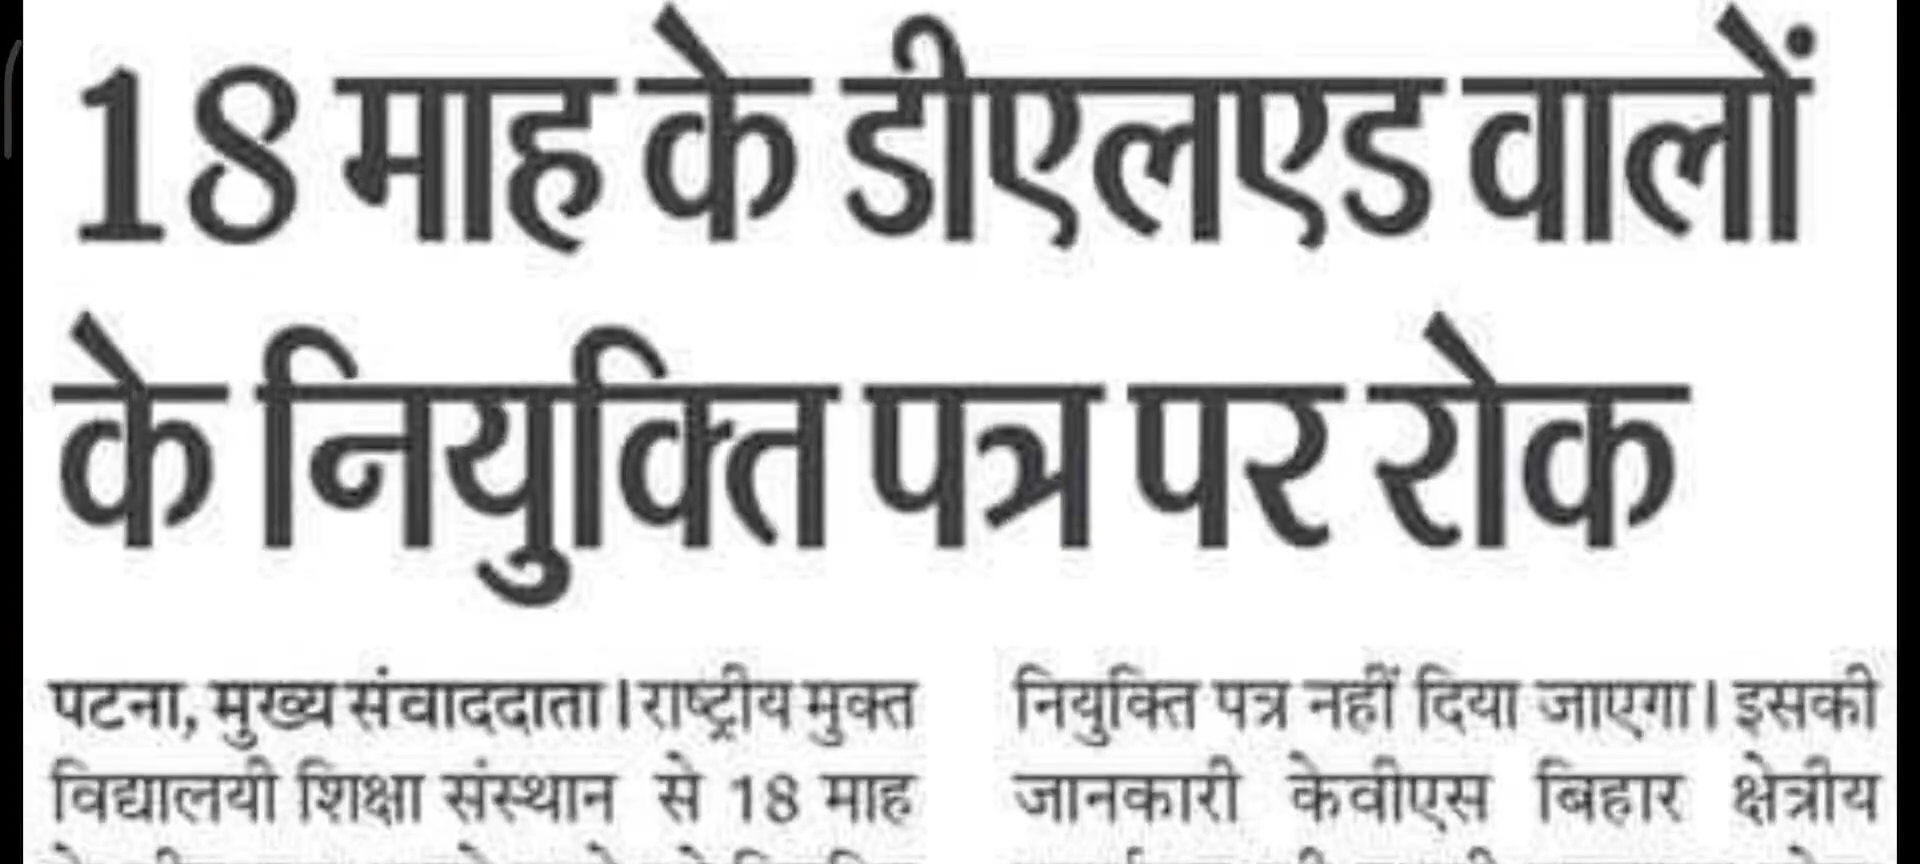 18 माह के डीएलएड वालों
के नियुक्ति पत्र पर रोक
पटना, मुख्य संवाददाता। राष्ट्रीय मुक्त
विद्यालयी शिक्षा संस्थान से 18 माह
नियुक्ति पत्र नहीं दिया जाएगा। इसकी
जानकारी केवीएस बिहार क्षेत्रीय